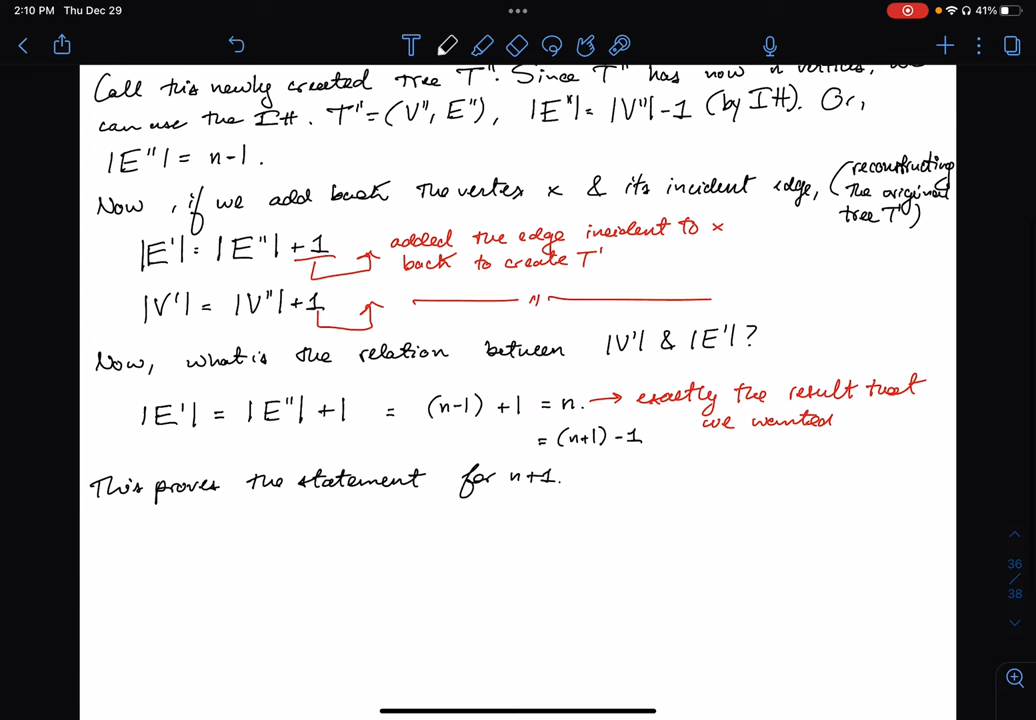 2:10 PM Thu Dec 29
41%
Call this newly created tree T". Since T" has now n vertices, we
can use the IH. T"=(V", E"), |E"|= |V"|-1 (by IH). Or,
|E"| = n-1.
Now, if we add back the vertex x & its incident edge, (reconstructing
the original
tree T')
|E'| = |E"| + 1 → added the edge incident to x
back to create T'
|V'| = |V"| + 1 → ——— " ———
Now, what is the relation between |V'| & |E'|?
|E'| = |E"| + 1 = (n-1) + 1 = n. → exactly the result that
we wanted
= (n+1) - 1
This proves the statement for n+1.
36
/
38